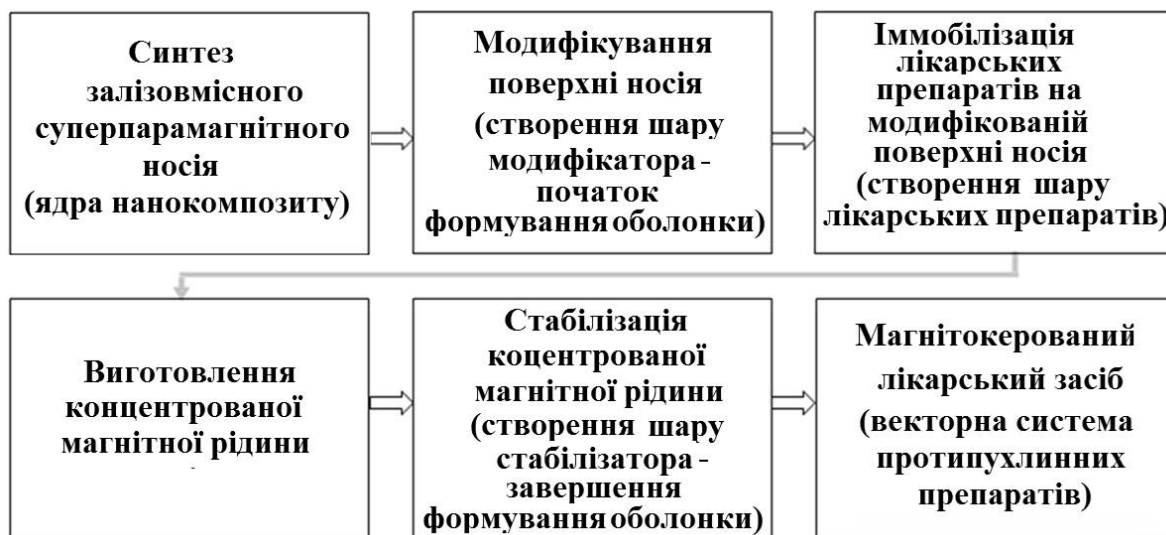 Синтез
залізовмісного
суперпарамагнітного
носія
(ядра нанокомпозиту)
Модифікування
поверхні носія
(створення шару
модифікатора -
початок
формування оболонки)
Іммобілізація
лікарських
препаратів на
модифікованій
поверхні носія
(створення шару
лікарських препаратів)
Виготовлення
концентрованої
магнітної рідини
Стабілізація
коцентрованої
магнітної рідини
(створення шару
стабілізатора -
завершення
формування оболонки)
Магнітокерований
лікарський засіб
(векторна система
протипухлинних
препаратів)